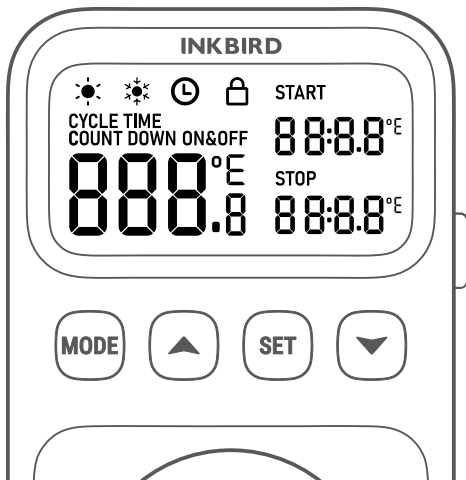 INKBIRD
START
CYCLE TIME
COUNT DOWN ON&OFF
88:8.8°E
888.8°E
STOP
88:8.8°E
MODE
SET